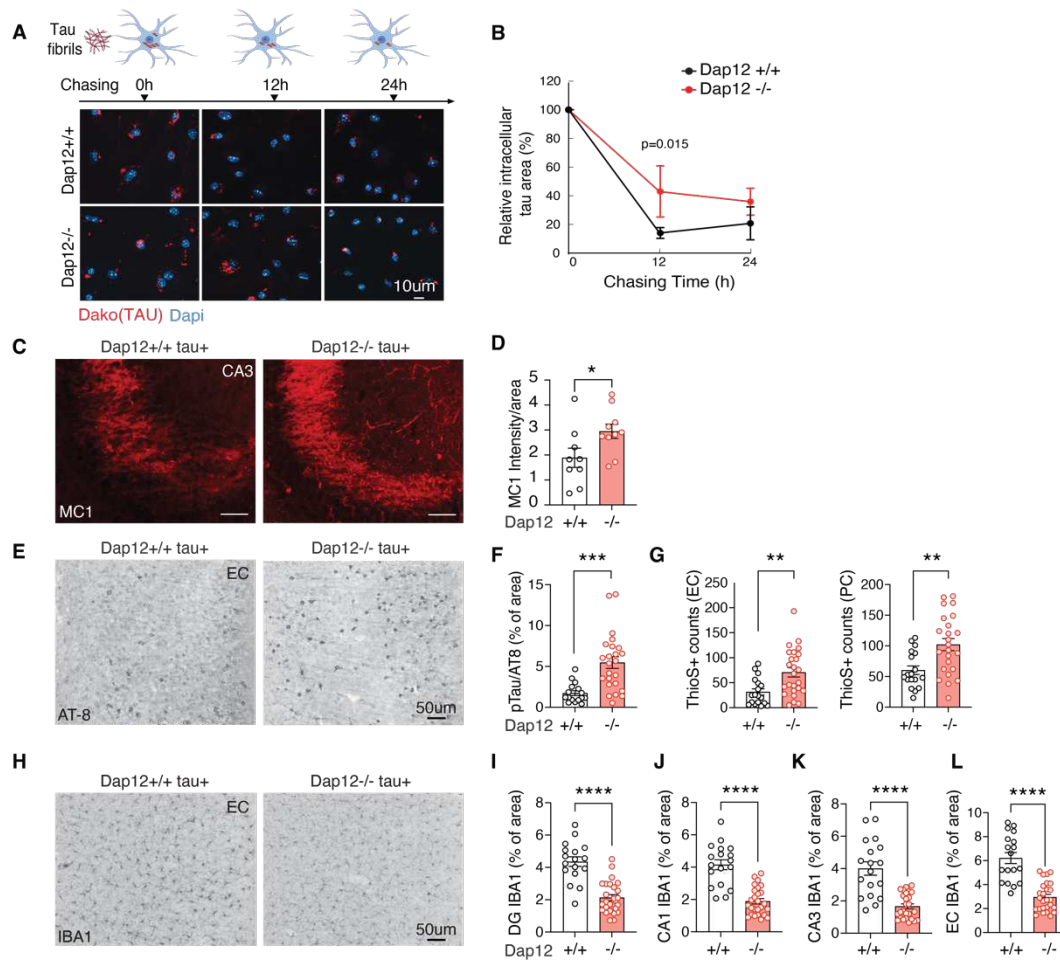 A
Tau
fibrils
Chasing 0h 12h 24h
Dap12+/+
Dap12-/-
10um
Dako(TAU) Dapi
B
Dap12 +/+
Dap12 -/-
Relative intracellular
tau area (%)
120
100
80
60
40
20
0
p=0.015
0 12 24
Chasing Time (h)
C
Dap12+/+ tau+ Dap12-/- tau+
CA3
MC1
D
MC1 Intensity/area
5
4
3
2
1
0
*
Dap12 +/+ -/-
E
Dap12+/+ tau+ Dap12-/- tau+
EC
AT-8
50um
F
pTau/AT8 (% of area)
15
10
5
0
***
Dap12 +/+ -/-
G
ThioS+ counts (EC)
250
200
150
100
50
0
**
+/+ -/-
ThioS+ counts (PC)
250
200
150
100
50
0
**
+/+ -/-
H
Dap12+/+ tau+ Dap12-/- tau+
EC
IBA1
50um
I
DG IBA1 (% of area)
8
6
4
2
0
****
Dap12 +/+ -/-
J
CA1 IBA1 (% of area)
8
6
4
2
0
****
+/+ -/-
K
CA3 IBA1 (% of area)
8
6
4
2
0
****
+/+ -/-
L
EC IBA1 (% of area)
10
8
6
4
2
0
****
+/+ -/-